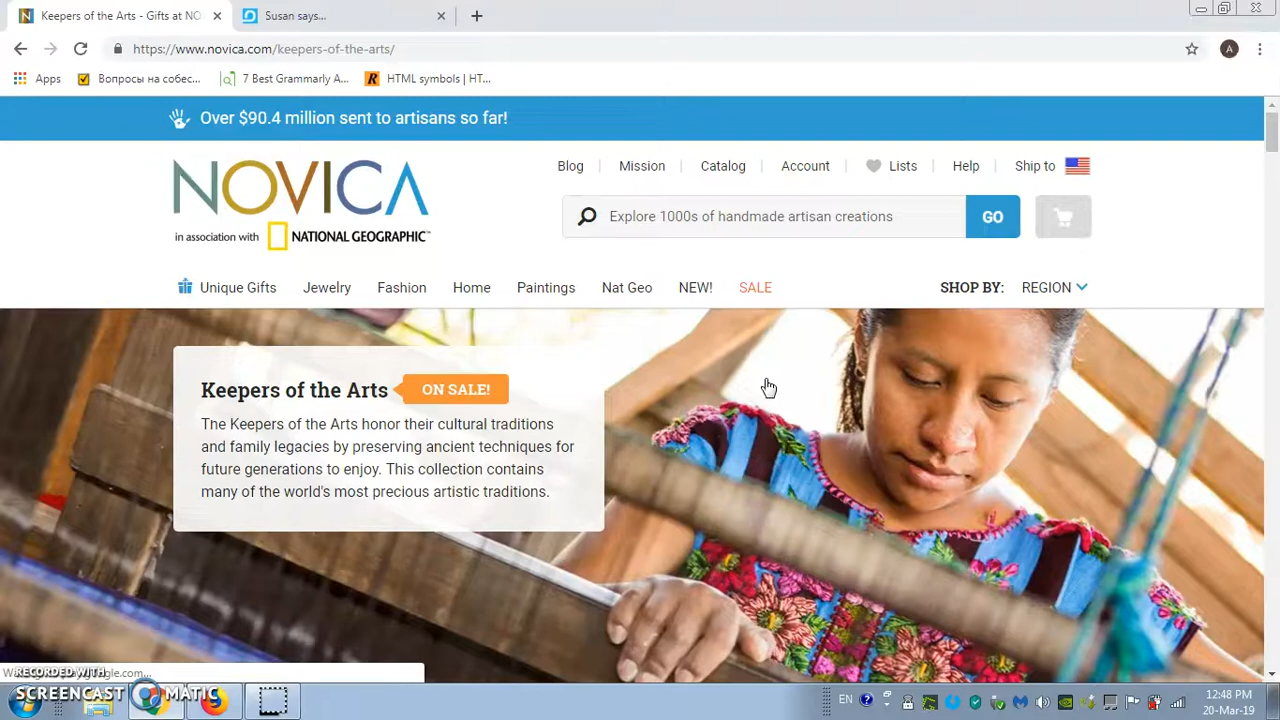 Keepers of the Arts - Gifts at NO
Susan says...
https://www.novica.com/keepers-of-the-arts/
A
Apps
Вопросы на собес...
7 Best Grammarly A...
HTML symbols | HT...
Over $90.4 million sent to artisans so far!
NOVICA
in association with NATIONAL GEOGRAPHIC™
Blog
Mission
Catalog
Account
Lists
Help
Ship to
Explore 1000s of handmade artisan creations
GO
Unique Gifts
Jewelry
Fashion
Home
Paintings
Nat Geo
NEW!
SALE
SHOP BY:
REGION
Keepers of the Arts
ON SALE!
The Keepers of the Arts honor their cultural traditions
and family legacies by preserving ancient techniques for
future generations to enjoy. This collection contains
many of the world's most precious artistic traditions.
RECORDED WITH
SCREENCAST MATIC
EN
12:48 PM
20-Mar-19